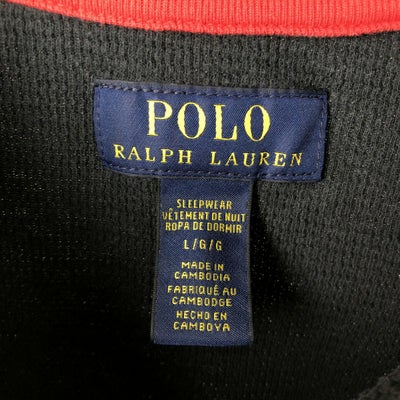 POLO
RALPH LAUREN
SLEEPWEAR
VÊTEMENT DE NUIT
ROPA DE DORMIR
L/G/G
MADE IN
CAMBODIA
FABRIQUÉ AU
CAMBODGE
HECHO EN
CAMBOYA